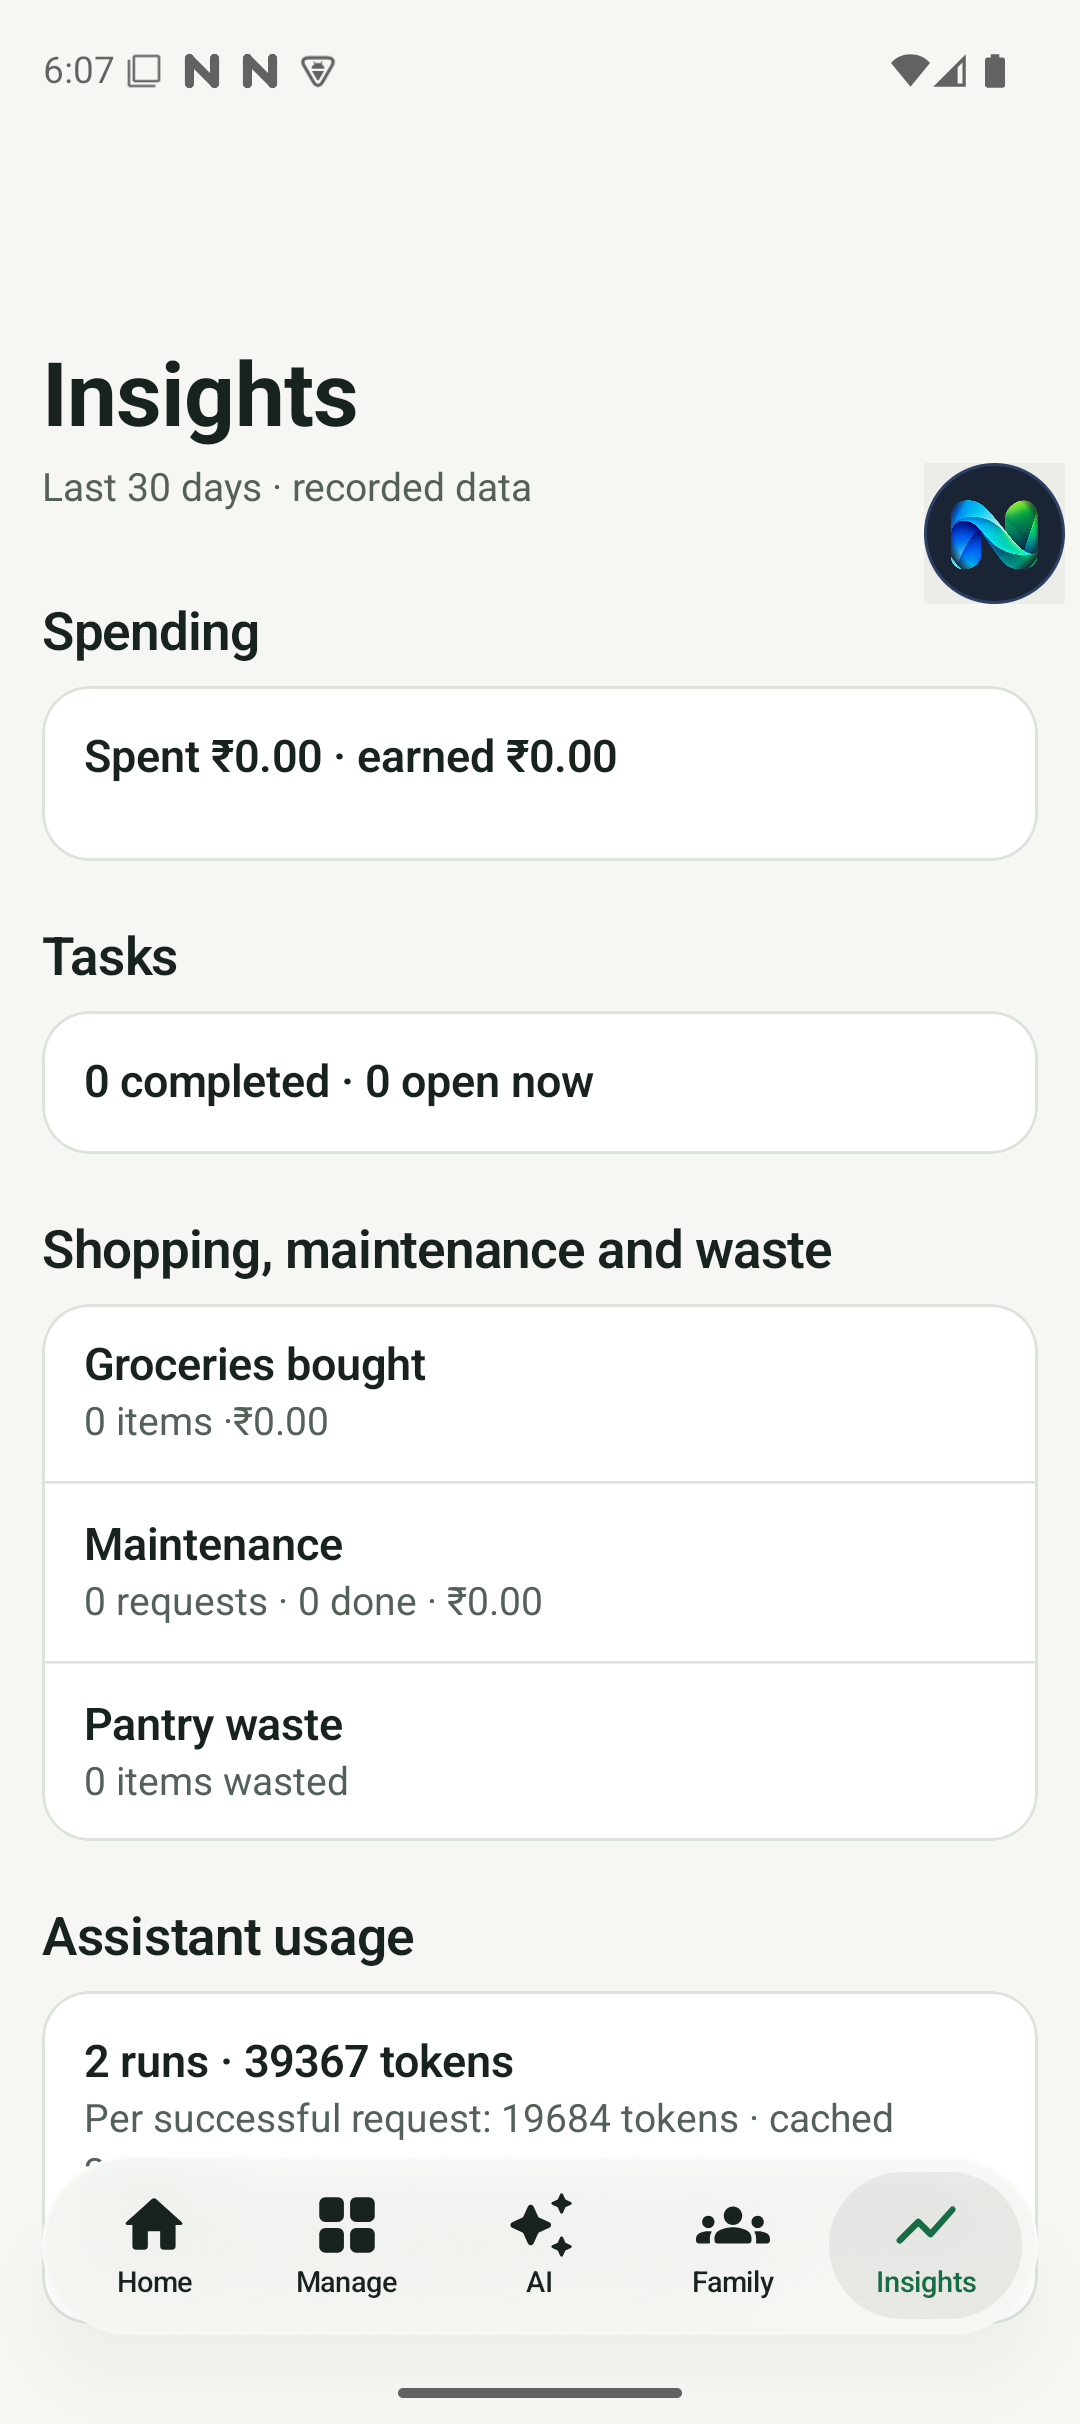 6:07
Insights
Last 30 days · recorded data
Spending
Spent ₹0.00 · earned ₹0.00
Tasks
0 completed · 0 open now
Shopping, maintenance and waste
Groceries bought
0 items ·₹0.00
Maintenance
0 requests · 0 done · ₹0.00
Pantry waste
0 items wasted
Assistant usage
2 runs · 39367 tokens
Per successful request: 19684 tokens · cached
Home
Manage
AI
Family
Insights